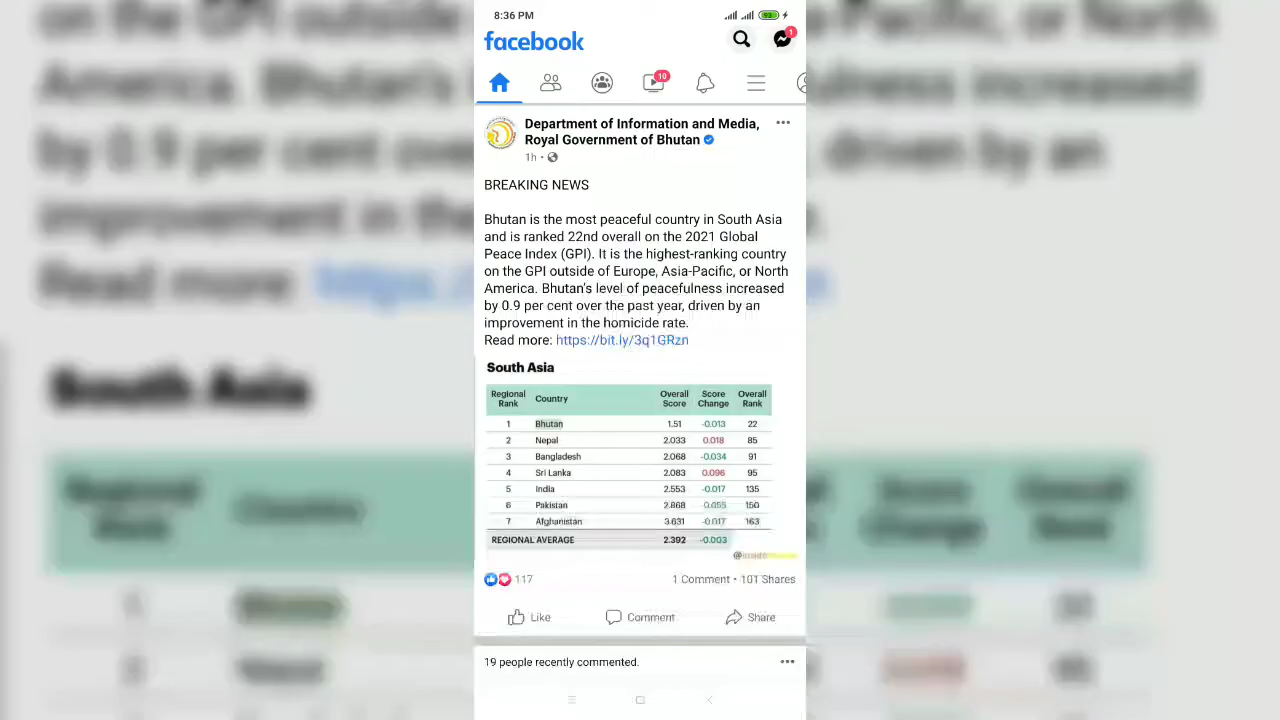 8:36 PM
93
facebook
1
10
Department of Information and Media,
Royal Government of Bhutan
1h
BREAKING NEWS
Bhutan is the most peaceful country in South Asia
and is ranked 22nd overall on the 2021 Global
Peace Index (GPI). It is the highest-ranking country
on the GPI outside of Europe, Asia-Pacific, or North
America. Bhutan's level of peacefulness increased
by 0.9 per cent over the past year, driven by an
improvement in the homicide rate.
Read more: https://bit.ly/3q1GRzn
South Asia
Regional Rank Country Overall Score Score Change Overall Rank
1 Bhutan 1.51 -0.013 22
2 Nepal 2.033 0.018 85
3 Bangladesh 2.068 -0.034 91
4 Sri Lanka 2.083 0.096 95
5 India 2.553 -0.017 135
6 Pakistan 2.868 -0.055 150
7 Afghanistan 3.631 -0.017 163
REGIONAL AVERAGE 2.392 -0.003
117 1 Comment • 101 Shares
Like Comment Share
19 people recently commented.